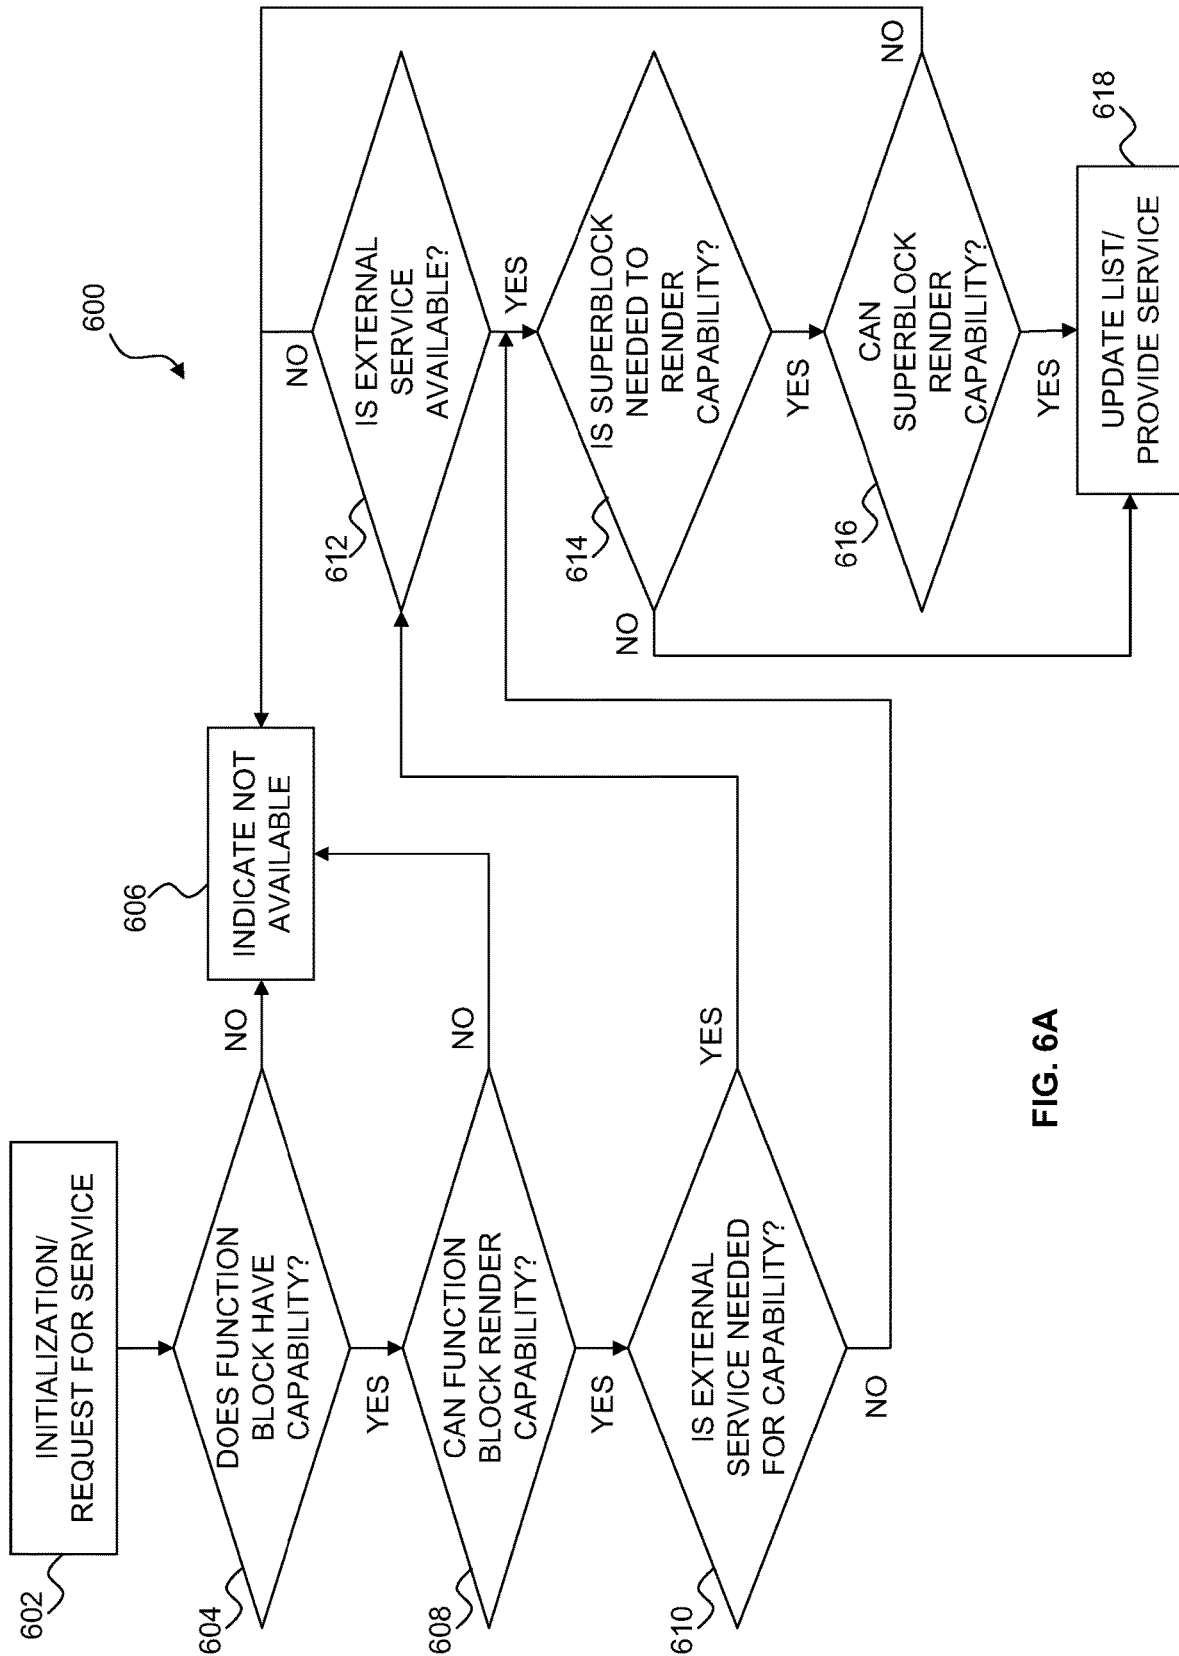 600
602
INITIALIZATION/
REQUEST FOR SERVICE
604
DOES FUNCTION
BLOCK HAVE
CAPABILITY?
NO
YES
606
INDICATE NOT
AVAILABLE
608
CAN FUNCTION
BLOCK RENDER
CAPABILITY?
NO
YES
610
IS EXTERNAL
SERVICE NEEDED
FOR CAPABILITY?
YES
NO
612
IS EXTERNAL
SERVICE
AVAILABLE?
NO
YES
614
IS SUPERBLOCK
NEEDED TO
RENDER
CAPABILITY?
NO
YES
616
CAN
SUPERBLOCK
RENDER
CAPABILITY?
NO
YES
618
UPDATE LIST/
PROVIDE SERVICE
FIG. 6A